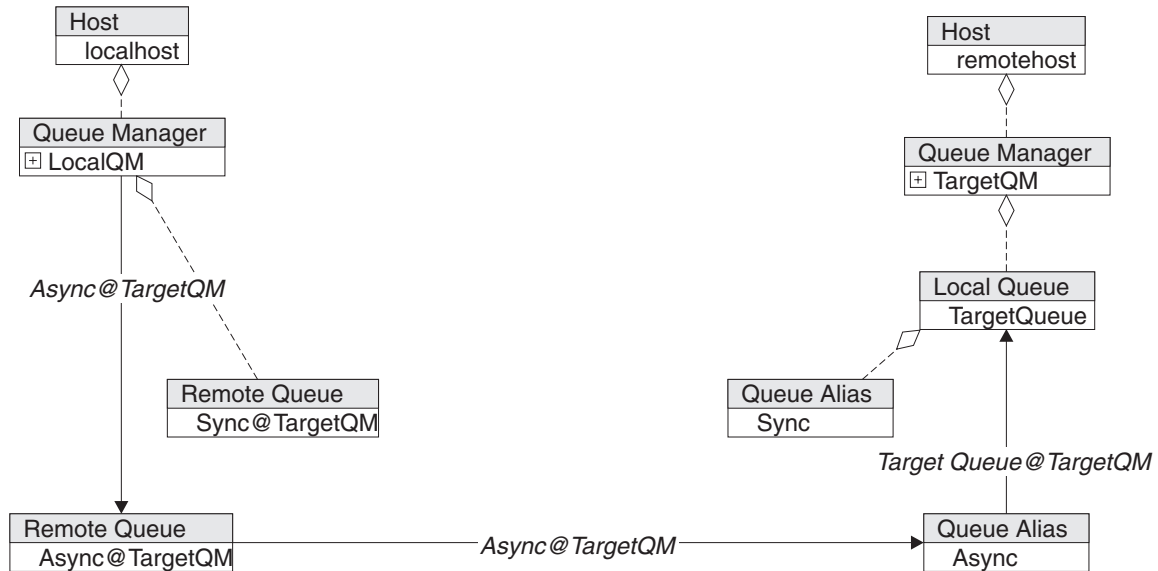 Host
localhost
Host
remotehost
Queue Manager
+ LocalQM
Queue Manager
+ TargetQM
Async@TargetQM
Local Queue
TargetQueue
Remote Queue
Sync@TargetQM
Queue Alias
Sync
Target Queue@TargetQM
Remote Queue
Async@TargetQM
Async@TargetQM
Queue Alias
Async